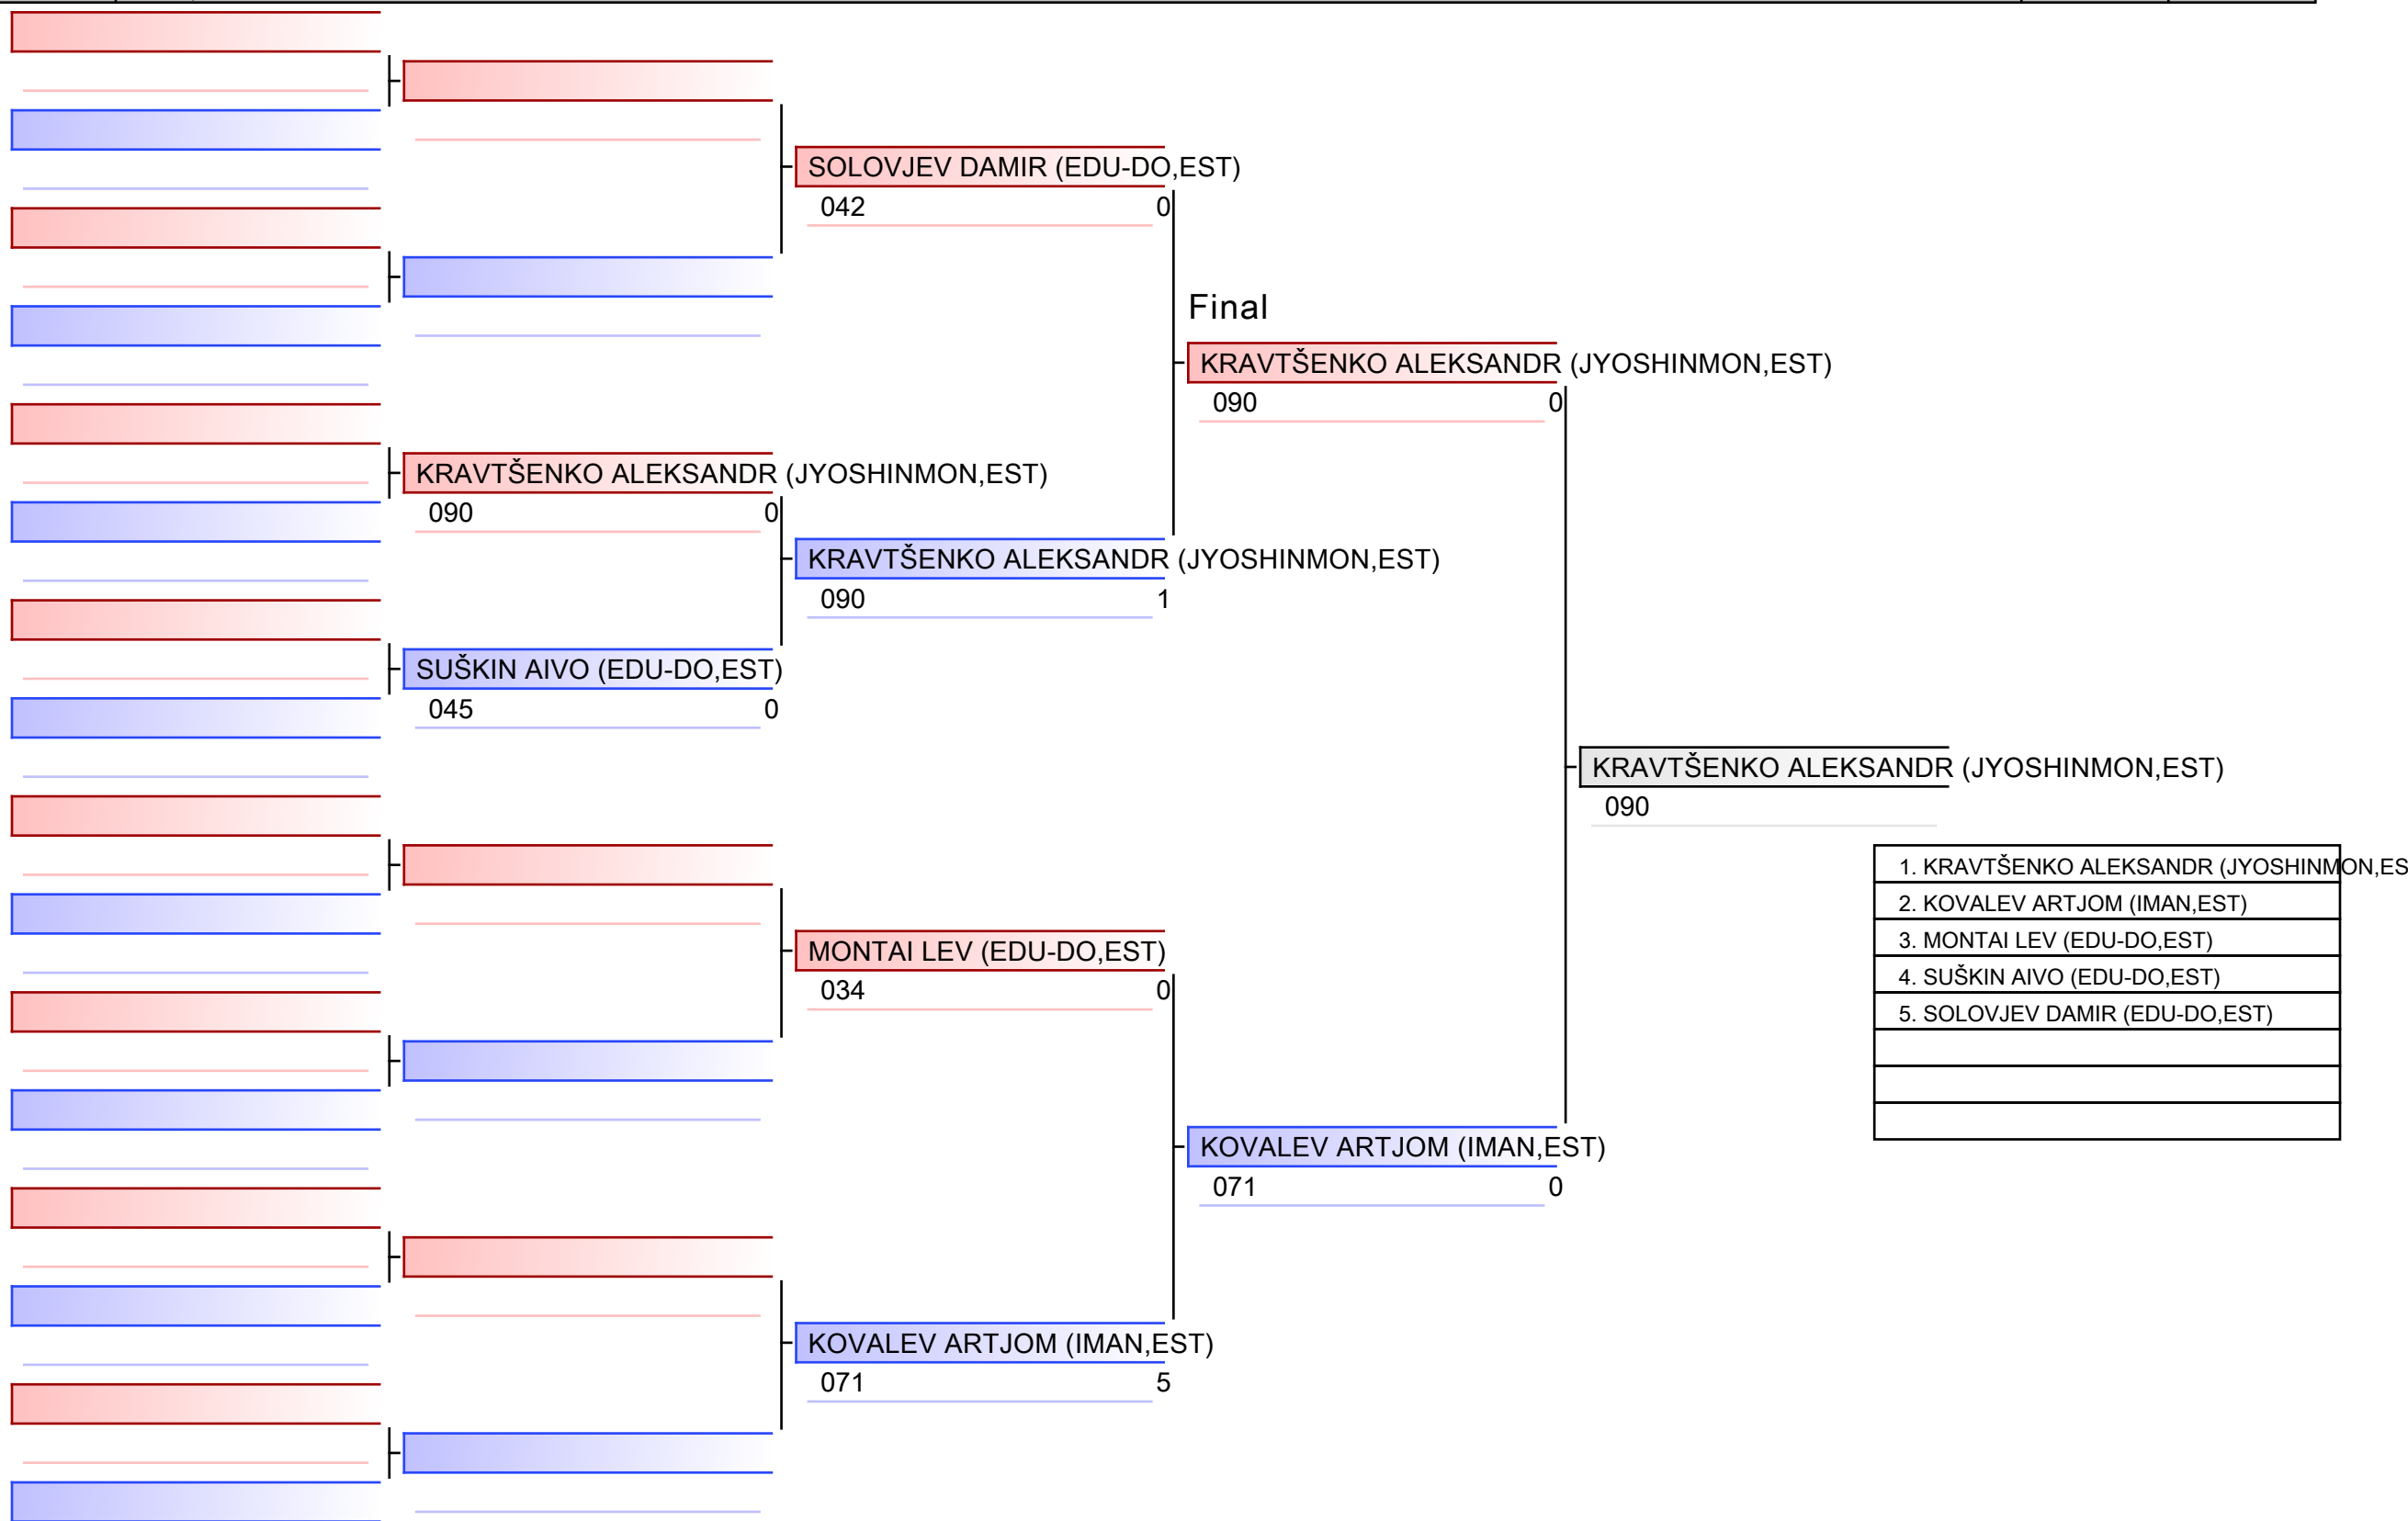 SOLOVJEV DAMIR (EDU-DO,EST)
042 0
Final
KRAVTŠENKO ALEKSANDR (JYOSHINMON,EST)
090 0
KRAVTŠENKO ALEKSANDR (JYOSHINMON,EST)
090 0
KRAVTŠENKO ALEKSANDR (JYOSHINMON,EST)
090 1
SUŠKIN AIVO (EDU-DO,EST)
045 0
KRAVTŠENKO ALEKSANDR (JYOSHINMON,EST)
090
1. KRAVTŠENKO ALEKSANDR (JYOSHINMON,ES
2. KOVALEV ARTJOM (IMAN,EST)
3. MONTAI LEV (EDU-DO,EST)
4. SUŠKIN AIVO (EDU-DO,EST)
5. SOLOVJEV DAMIR (EDU-DO,EST)
MONTAI LEV (EDU-DO,EST)
034 0
KOVALEV ARTJOM (IMAN,EST)
071 0
KOVALEV ARTJOM (IMAN,EST)
071 5